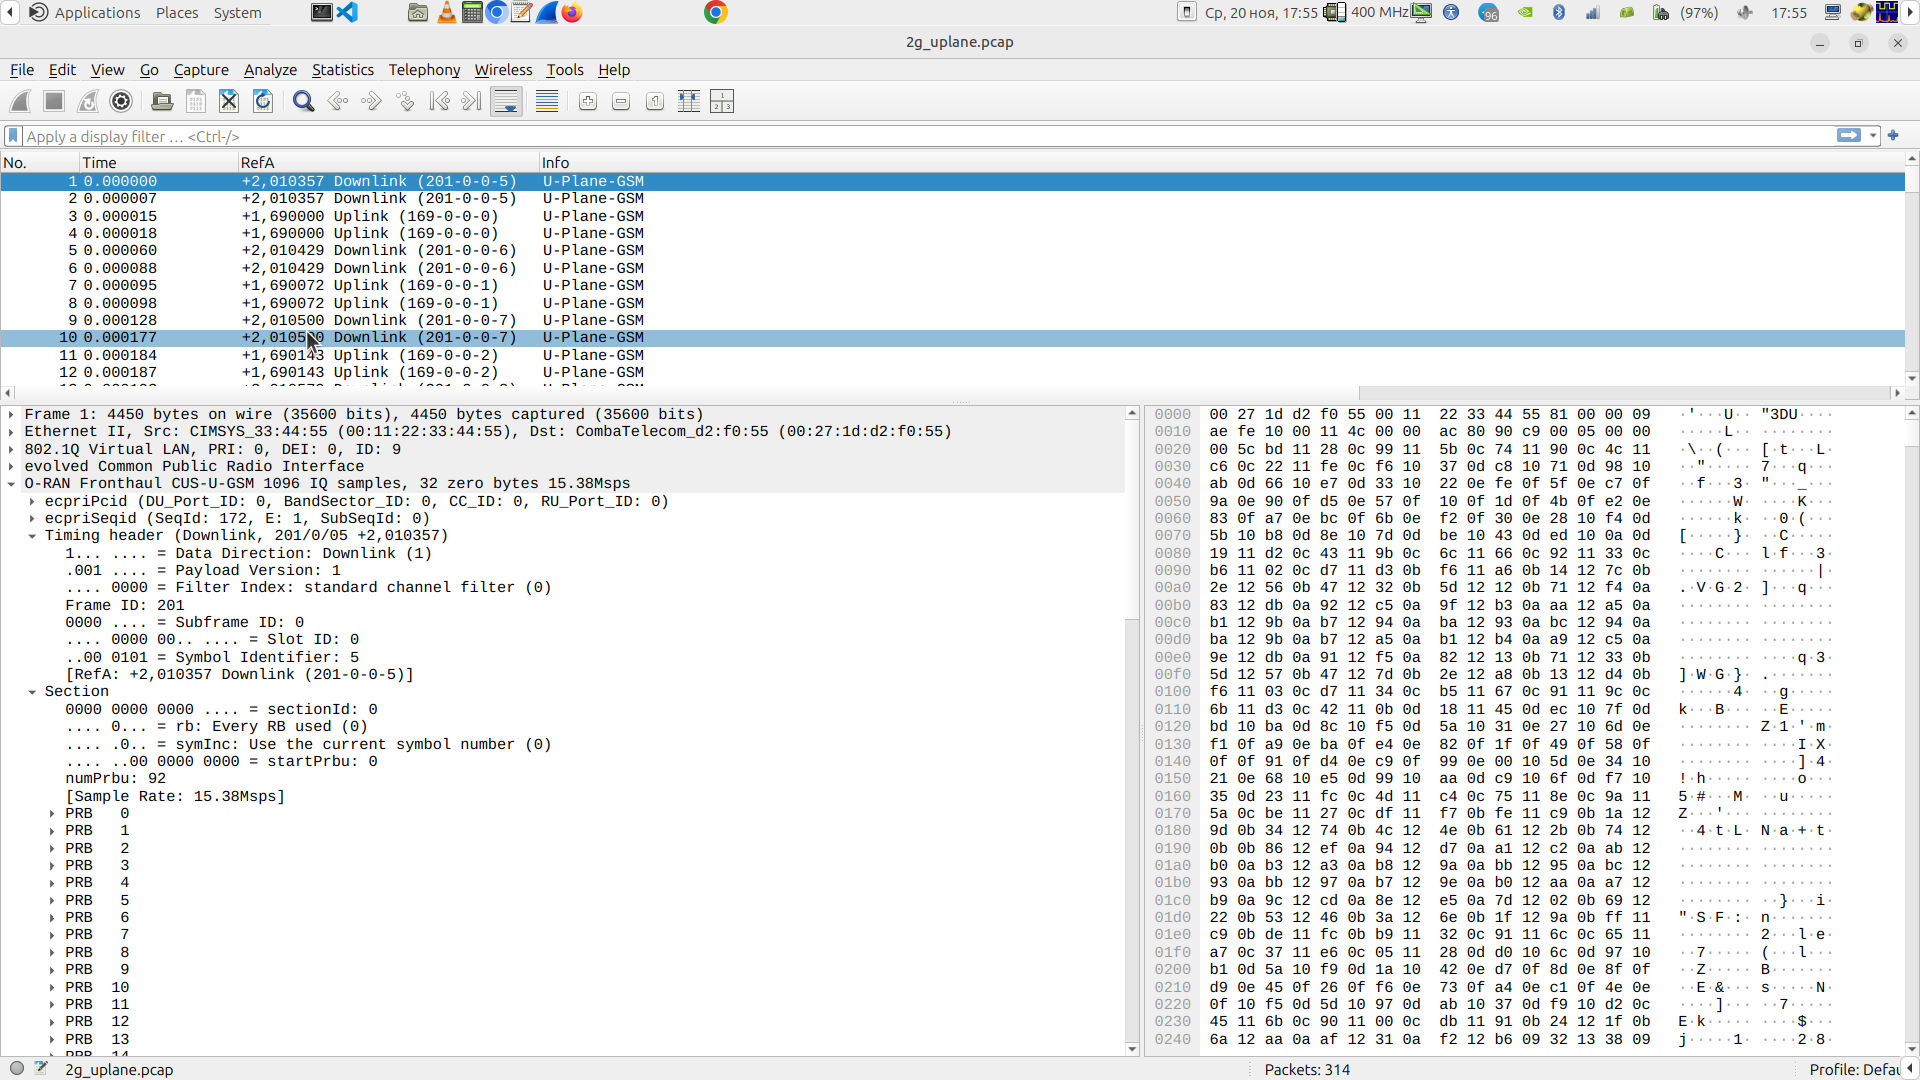 Applications Places System Ср, 20 ноя, 17:55 400 MHz 96 (97%) 17:55
2g_uplane.pcap
File Edit View Go Capture Analyze Statistics Telephony Wireless Tools Help
Apply a display filter … <Ctrl-/>
No. Time RefA Info
1 0.000000 +2,010357 Downlink (201-0-0-5) U-Plane-GSM
2 0.000007 +2,010357 Downlink (201-0-0-5) U-Plane-GSM
3 0.000015 +1,690000 Uplink (169-0-0-0) U-Plane-GSM
4 0.000018 +1,690000 Uplink (169-0-0-0) U-Plane-GSM
5 0.000060 +2,010429 Downlink (201-0-0-6) U-Plane-GSM
6 0.000088 +2,010429 Downlink (201-0-0-6) U-Plane-GSM
7 0.000095 +1,690072 Uplink (169-0-0-1) U-Plane-GSM
8 0.000098 +1,690072 Uplink (169-0-0-1) U-Plane-GSM
9 0.000128 +2,010500 Downlink (201-0-0-7) U-Plane-GSM
10 0.000177 +2,010500 Downlink (201-0-0-7) U-Plane-GSM
11 0.000184 +1,690143 Uplink (169-0-0-2) U-Plane-GSM
12 0.000187 +1,690143 Uplink (169-0-0-2) U-Plane-GSM
Frame 1: 4450 bytes on wire (35600 bits), 4450 bytes captured (35600 bits)
Ethernet II, Src: CIMSYS_33:44:55 (00:11:22:33:44:55), Dst: CombaTelecom_d2:f0:55 (00:27:1d:d2:f0:55)
802.1Q Virtual LAN, PRI: 0, DEI: 0, ID: 9
evolved Common Public Radio Interface
O-RAN Fronthaul CUS-U-GSM 1096 IQ samples, 32 zero bytes 15.38Msps
ecpriPcid (DU_Port_ID: 0, BandSector_ID: 0, CC_ID: 0, RU_Port_ID: 0)
ecpriSeqid (SeqId: 172, E: 1, SubSeqId: 0)
Timing header (Downlink, 201/0/05 +2,010357)
1... .... = Data Direction: Downlink (1)
.001 .... = Payload Version: 1
.... 0000 = Filter Index: standard channel filter (0)
Frame ID: 201
0000 .... = Subframe ID: 0
.... 0000 00.. .... = Slot ID: 0
..00 0101 = Symbol Identifier: 5
[RefA: +2,010357 Downlink (201-0-0-5)]
Section
0000 0000 0000 .... = sectionId: 0
.... 0... = rb: Every RB used (0)
.... .0.. = symInc: Use the current symbol number (0)
.... ..00 0000 0000 = startPrbu: 0
numPrbu: 92
[Sample Rate: 15.38Msps]
PRB 0
PRB 1
PRB 2
PRB 3
PRB 4
PRB 5
PRB 6
PRB 7
PRB 8
PRB 9
PRB 10
PRB 11
PRB 12
PRB 13
PRB 14
0000 00 27 1d d2 f0 55 00 11 22 33 44 55 81 00 00 09 ·'···U·· "3DU····
0010 ae fe 10 00 11 4c 00 00 ac 80 90 c9 00 05 00 00 ·····L·· ········
0020 00 5c bd 11 28 0c 99 11 5b 0c 74 11 90 0c 4c 11 ·\··(··· [·t···L·
0030 c6 0c 22 11 fe 0c f6 10 37 0d c8 10 71 0d 98 10 ··"····· 7···q···
0040 ab 0d 66 10 e7 0d 33 10 22 0e fe 0f 5f 0e c7 0f ··f···3· "···_···
0050 9a 0e 90 0f d5 0e 57 0f 10 0f 1d 0f 4b 0f e2 0e ······W· ····K···
0060 83 0f a7 0e bc 0f 6b 0e f2 0f 30 0e 28 10 f4 0d ······k· ··0·(···
0070 5b 10 b8 0d 8e 10 7d 0d be 10 43 0d ed 10 0a 0d [·····}· ··C·····
0080 19 11 d2 0c 43 11 9b 0c 6c 11 66 0c 92 11 33 0c ····C··· l·f···3·
0090 b6 11 02 0c d7 11 d3 0b f6 11 a6 0b 14 12 7c 0b ········ ······|·
00a0 2e 12 56 0b 47 12 32 0b 5d 12 12 0b 71 12 f4 0a .·V·G·2· ]···q···
00b0 83 12 db 0a 92 12 c5 0a 9f 12 b3 0a aa 12 a5 0a ········ ········
00c0 b1 12 9b 0a b7 12 94 0a ba 12 93 0a bc 12 94 0a ········ ········
00d0 ba 12 9b 0a b7 12 a5 0a b1 12 b4 0a a9 12 c5 0a ········ ········
00e0 9e 12 db 0a 91 12 f5 0a 82 12 13 0b 71 12 33 0b ········ ····q·3·
00f0 5d 12 57 0b 47 12 7d 0b 2e 12 a8 0b 13 12 d4 0b ]·W·G·}· .·······
0100 f6 11 03 0c d7 11 34 0c b5 11 67 0c 91 11 9c 0c ······4· ··g·····
0110 6b 11 d3 0c 42 11 0b 0d 18 11 45 0d ec 10 7f 0d k···B··· ··E·····
0120 bd 10 ba 0d 8c 10 f5 0d 5a 10 31 0e 27 10 6d 0e ········ Z·1·'·m·
0130 f1 0f a9 0e ba 0f e4 0e 82 0f 1f 0f 49 0f 58 0f ········ ····I·X·
0140 0f 0f 91 0f d4 0e c9 0f 99 0e 00 10 5d 0e 34 10 ········ ····]·4·
0150 21 0e 68 10 e5 0d 99 10 aa 0d c9 10 6f 0d f7 10 !·h····· ····o···
0160 35 0d 23 11 fc 0c 4d 11 c4 0c 75 11 8e 0c 9a 11 5·#···M· ··u·····
0170 5a 0c be 11 27 0c df 11 f7 0b fe 11 c9 0b 1a 12 Z···'··· ········
0180 9d 0b 34 12 74 0b 4c 12 4e 0b 61 12 2b 0b 74 12 ··4·t·L· N·a·+·t·
0190 0b 0b 86 12 ef 0a 94 12 d7 0a a1 12 c2 0a ab 12 ········ ········
01a0 b0 0a b3 12 a3 0a b8 12 9a 0a bb 12 95 0a bc 12 ········ ········
01b0 93 0a bb 12 97 0a b7 12 9e 0a b0 12 aa 0a a7 12 ········ ········
01c0 b9 0a 9c 12 cd 0a 8e 12 e5 0a 7d 12 02 0b 69 12 ········ ··}···i·
01d0 22 0b 53 12 46 0b 3a 12 6e 0b 1f 12 9a 0b ff 11 "·S·F·:· n·······
01e0 c9 0b de 11 fc 0b b9 11 32 0c 91 11 6c 0c 65 11 ········ 2···l·e·
01f0 a7 0c 37 11 e6 0c 05 11 28 0d d0 10 6c 0d 97 10 ··7····· (···l···
0200 b1 0d 5a 10 f9 0d 1a 10 42 0e d7 0f 8d 0e 8f 0f ··Z····· B·······
0210 d9 0e 45 0f 26 0f f6 0e 73 0f a4 0e c1 0f 4e 0e ··E·&··· s·····N·
0220 0f 10 f5 0d 5d 10 97 0d ab 10 37 0d f9 10 d2 0c ····]··· ··7·····
0230 45 11 6b 0c 90 11 00 0c db 11 91 0b 24 12 1f 0b E·k····· ····$···
0240 6a 12 aa 0a af 12 31 0a f2 12 b6 09 32 13 38 09 j·····1· ····2·8·
2g_uplane.pcap Packets: 314 Profile: Defau